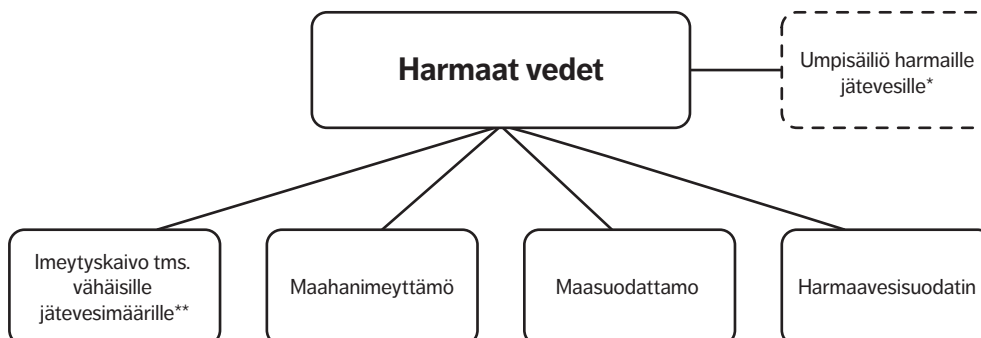 Harmaat vedet
Umpisäiliö harmaille
jätevesille*
Imeytyskaivo tms.
vähäisille
jätevesimäärille**
Maahanimeyttämö
Maasuodattamo
Harmaavesisuodatin